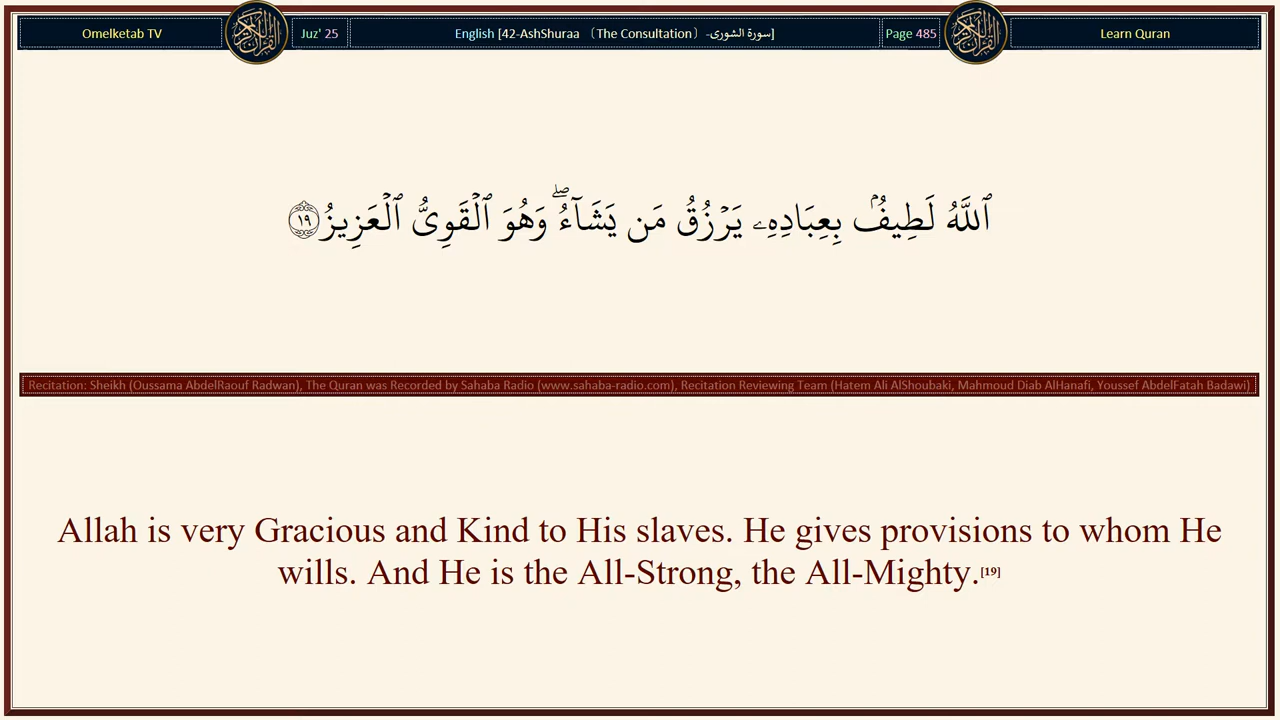 Omelketab TV
Juz' 25
English [42-AshShuraa （The Consultation）-سورة الشورى]
Page 485
Learn Quran
ٱللَّهُ لَطِيفُۢ بِعِبَادِهِۦ يَرۡزُقُ مَن يَشَآءُۖ وَهُوَ ٱلۡقَوِيُّ ٱلۡعَزِيزُ ١٩
Recitation: Sheikh (Oussama AbdelRaouf Radwan), The Quran was Recorded by Sahaba Radio (www.sahaba-radio.com), Recitation Reviewing Team (Hatem Ali AlShoubaki, Mahmoud Diab AlHanafi, Youssef AbdelFatah Badawi)
Allah is very Gracious and Kind to His slaves. He gives provisions to whom He
wills. And He is the All-Strong, the All-Mighty.[19]